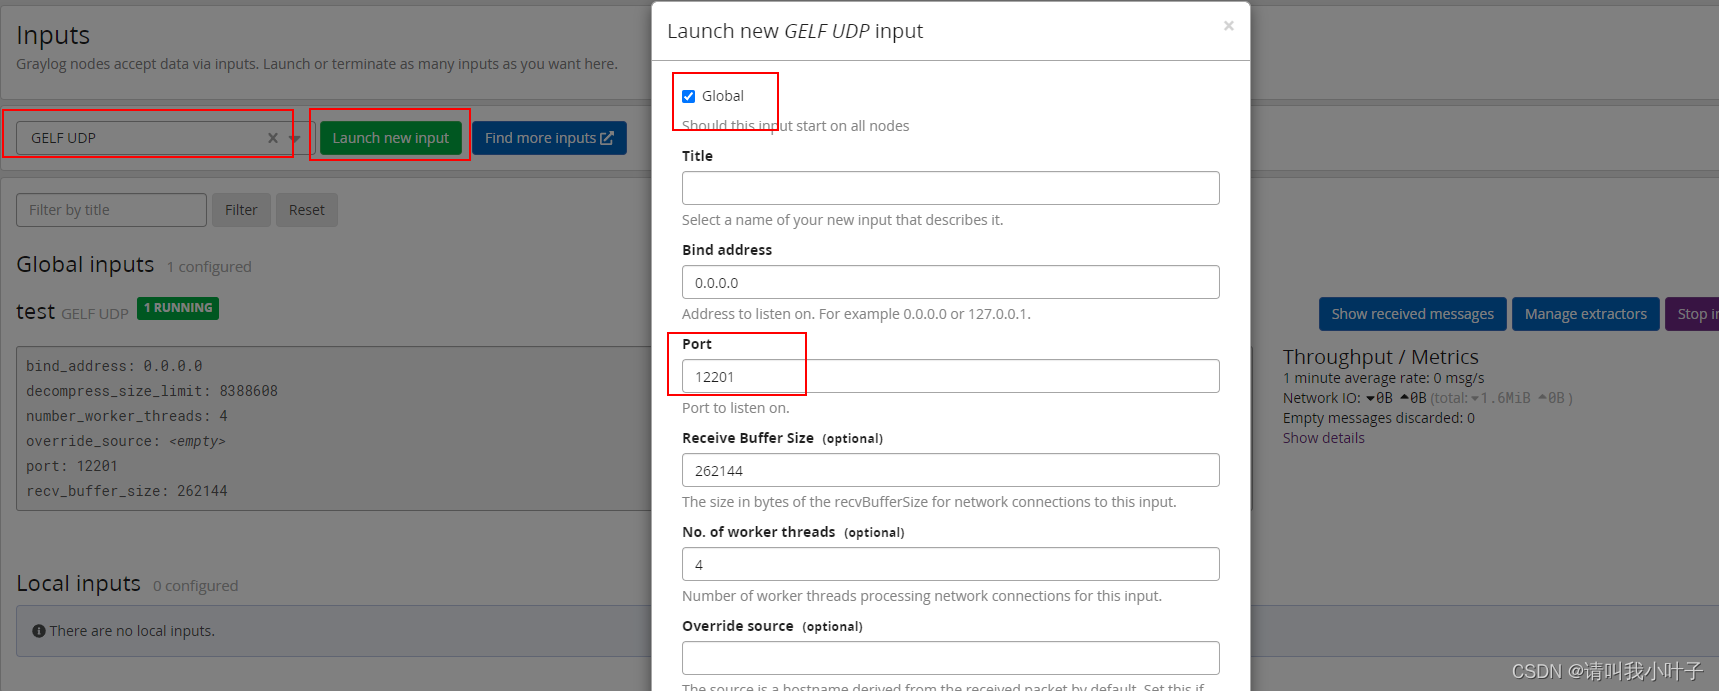 Inputs
Graylog nodes accept data via inputs. Launch or terminate as many inputs as you want here.
GELF UDP
Launch new input
Find more inputs
Filter by title
Filter
Reset
Global inputs 1 configured
test GELF UDP 1 RUNNING
Show received messages
Manage extractors
Stop in
bind_address: 0.0.0.0
decompress_size_limit: 8388608
number_worker_threads: 4
override_source: <empty>
port: 12201
recv_buffer_size: 262144
Throughput / Metrics
1 minute average rate: 0 msg/s
Network IO: 0B 0B (total: 1.6MiB 0B )
Empty messages discarded: 0
Show details
Local inputs 0 configured
There are no local inputs.
Launch new GELF UDP input
×
Global
Should this input start on all nodes
Title
Select a name of your new input that describes it.
Bind address
0.0.0.0
Address to listen on. For example 0.0.0.0 or 127.0.0.1.
Port
12201
Port to listen on.
Receive Buffer Size (optional)
262144
The size in bytes of the recvBufferSize for network connections to this input.
No. of worker threads (optional)
4
Number of worker threads processing network connections for this input.
Override source (optional)
The source is a hostname derived from the received packet by default. Set this if
CSDN @请叫我小叶子